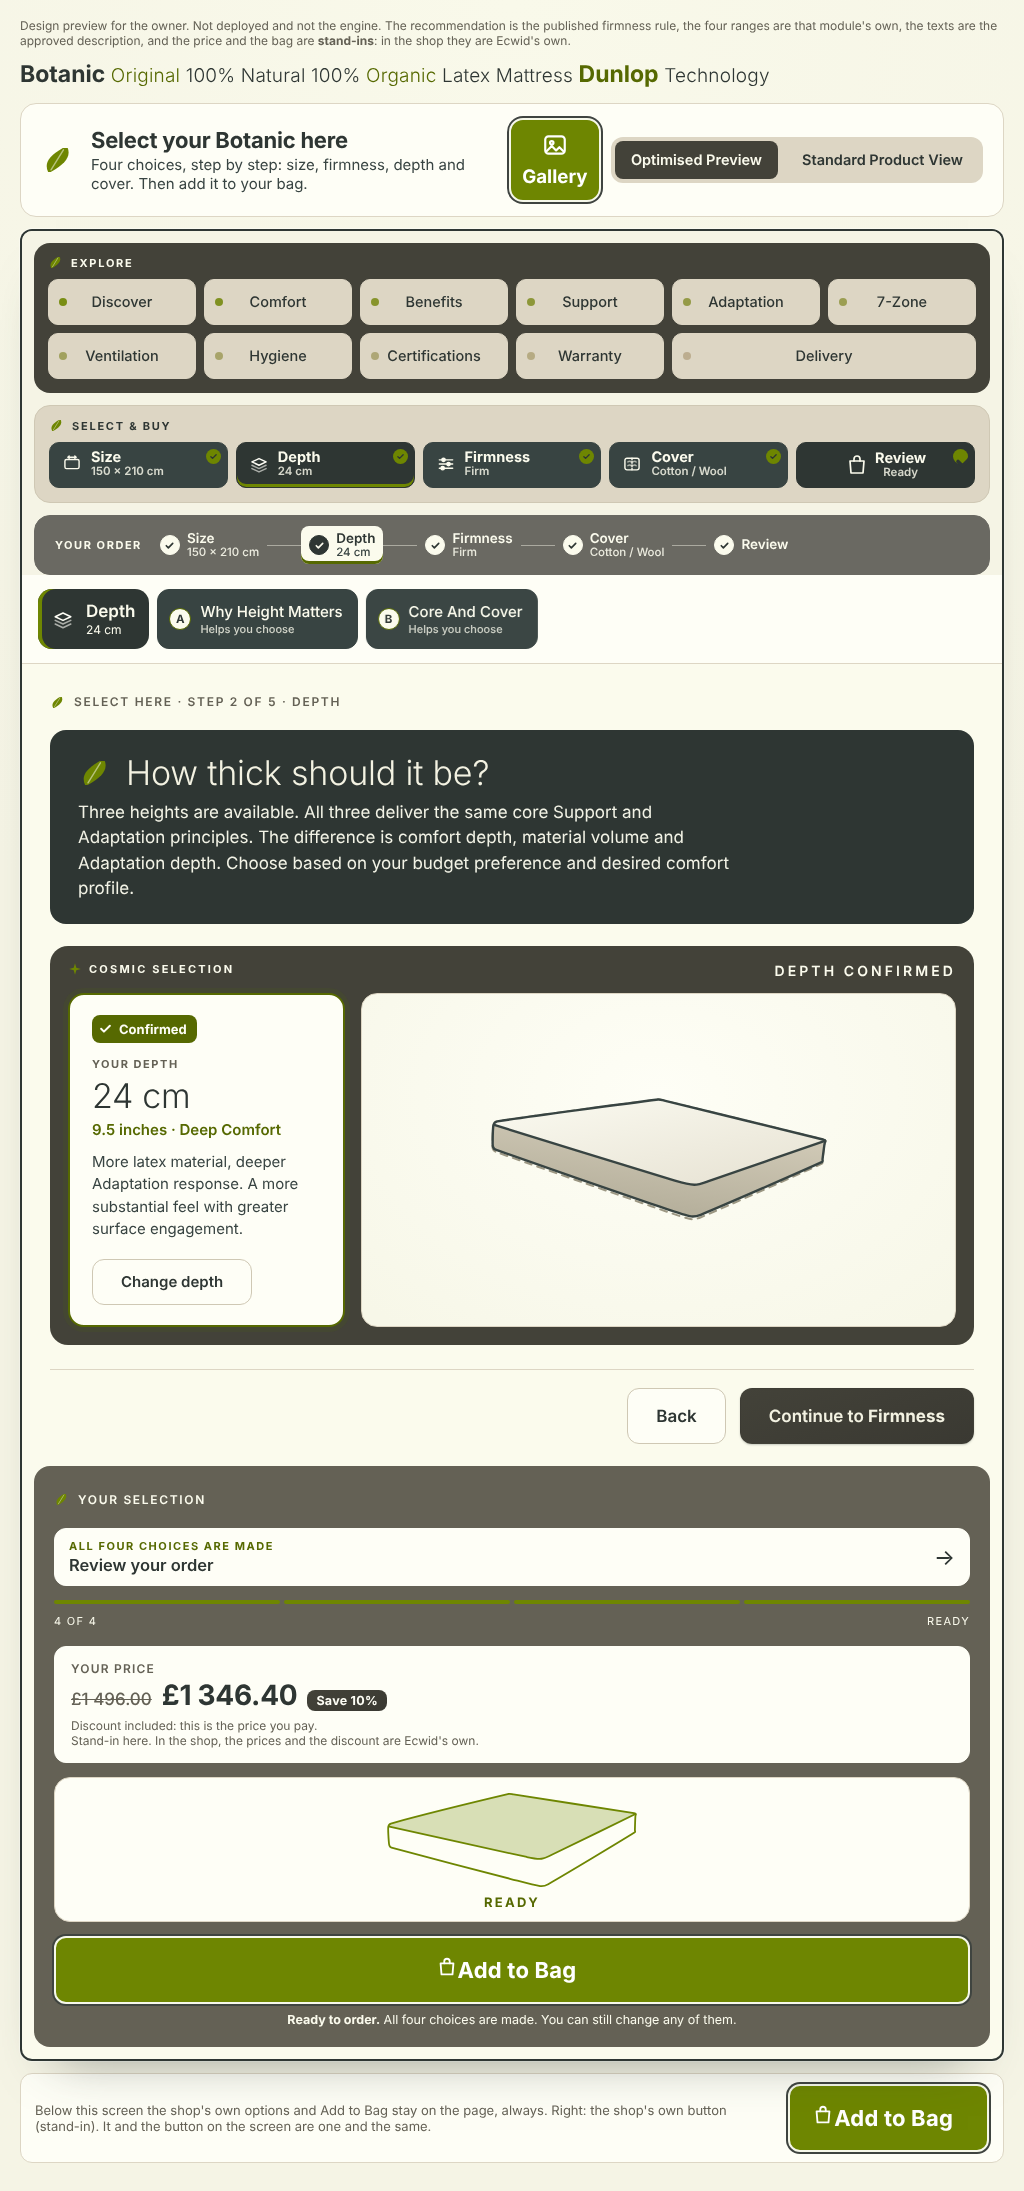 Design preview for the owner. Not deployed and not the engine. The recommendation is the published firmness rule, the four ranges are that module's own, the texts are the
approved description, and the price and the bag are stand-ins: in the shop they are Ecwid's own.
Botanic Original 100% Natural 100% Organic Latex Mattress Dunlop Technology
Select your Botanic here
Four choices, step by step: size, firmness, depth and
cover. Then add it to your bag.
Gallery
Optimised Preview
Standard Product View
EXPLORE
Discover
Comfort
Benefits
Support
Adaptation
7-Zone
Ventilation
Hygiene
Certifications
Warranty
Delivery
SELECT & BUY
Size
150 × 210 cm
Depth
24 cm
Firmness
Firm
Cover
Cotton / Wool
Review
Ready
YOUR ORDER
Size
150 × 210 cm
Depth
24 cm
Firmness
Firm
Cover
Cotton / Wool
Review
Depth
24 cm
A
Why Height Matters
Helps you choose
B
Core And Cover
Helps you choose
SELECT HERE · STEP 2 OF 5 · DEPTH
How thick should it be?
Three heights are available. All three deliver the same core Support and
Adaptation principles. The difference is comfort depth, material volume and
Adaptation depth. Choose based on your budget preference and desired comfort
profile.
COSMIC SELECTION
DEPTH CONFIRMED
Confirmed
YOUR DEPTH
24 cm
9.5 inches · Deep Comfort
More latex material, deeper
Adaptation response. A more
substantial feel with greater
surface engagement.
Change depth
Back
Continue to Firmness
YOUR SELECTION
ALL FOUR CHOICES ARE MADE
Review your order
4 OF 4
READY
YOUR PRICE
£1 496.00 £1 346.40 Save 10%
Discount included: this is the price you pay.
Stand-in here. In the shop, the prices and the discount are Ecwid's own.
READY
Add to Bag
Ready to order. All four choices are made. You can still change any of them.
Below this screen the shop's own options and Add to Bag stay on the page, always. Right: the shop's own button
(stand-in). It and the button on the screen are one and the same.
Add to Bag